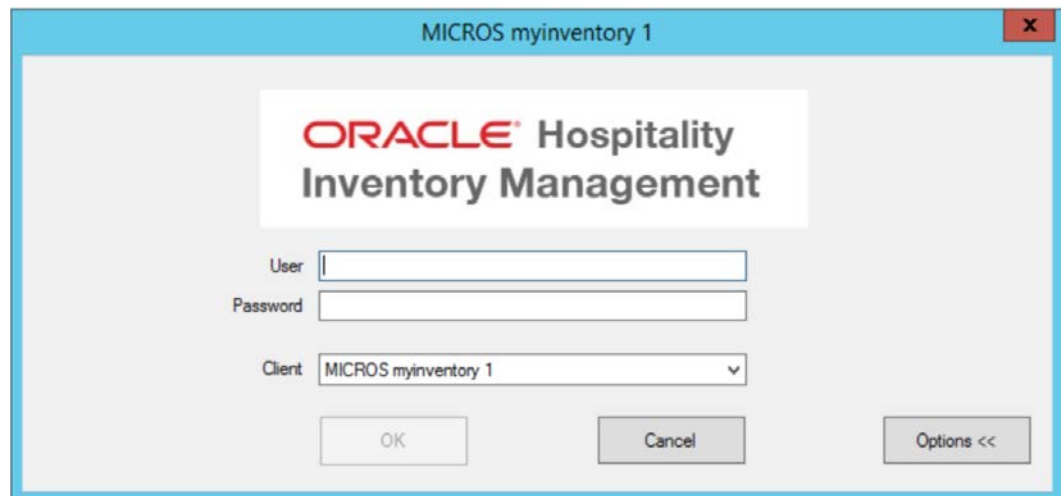 MICROS myinventory 1
x
ORACLE® Hospitality
Inventory Management
User
Password
Client MICROS myinventory 1
OK Cancel Options <<